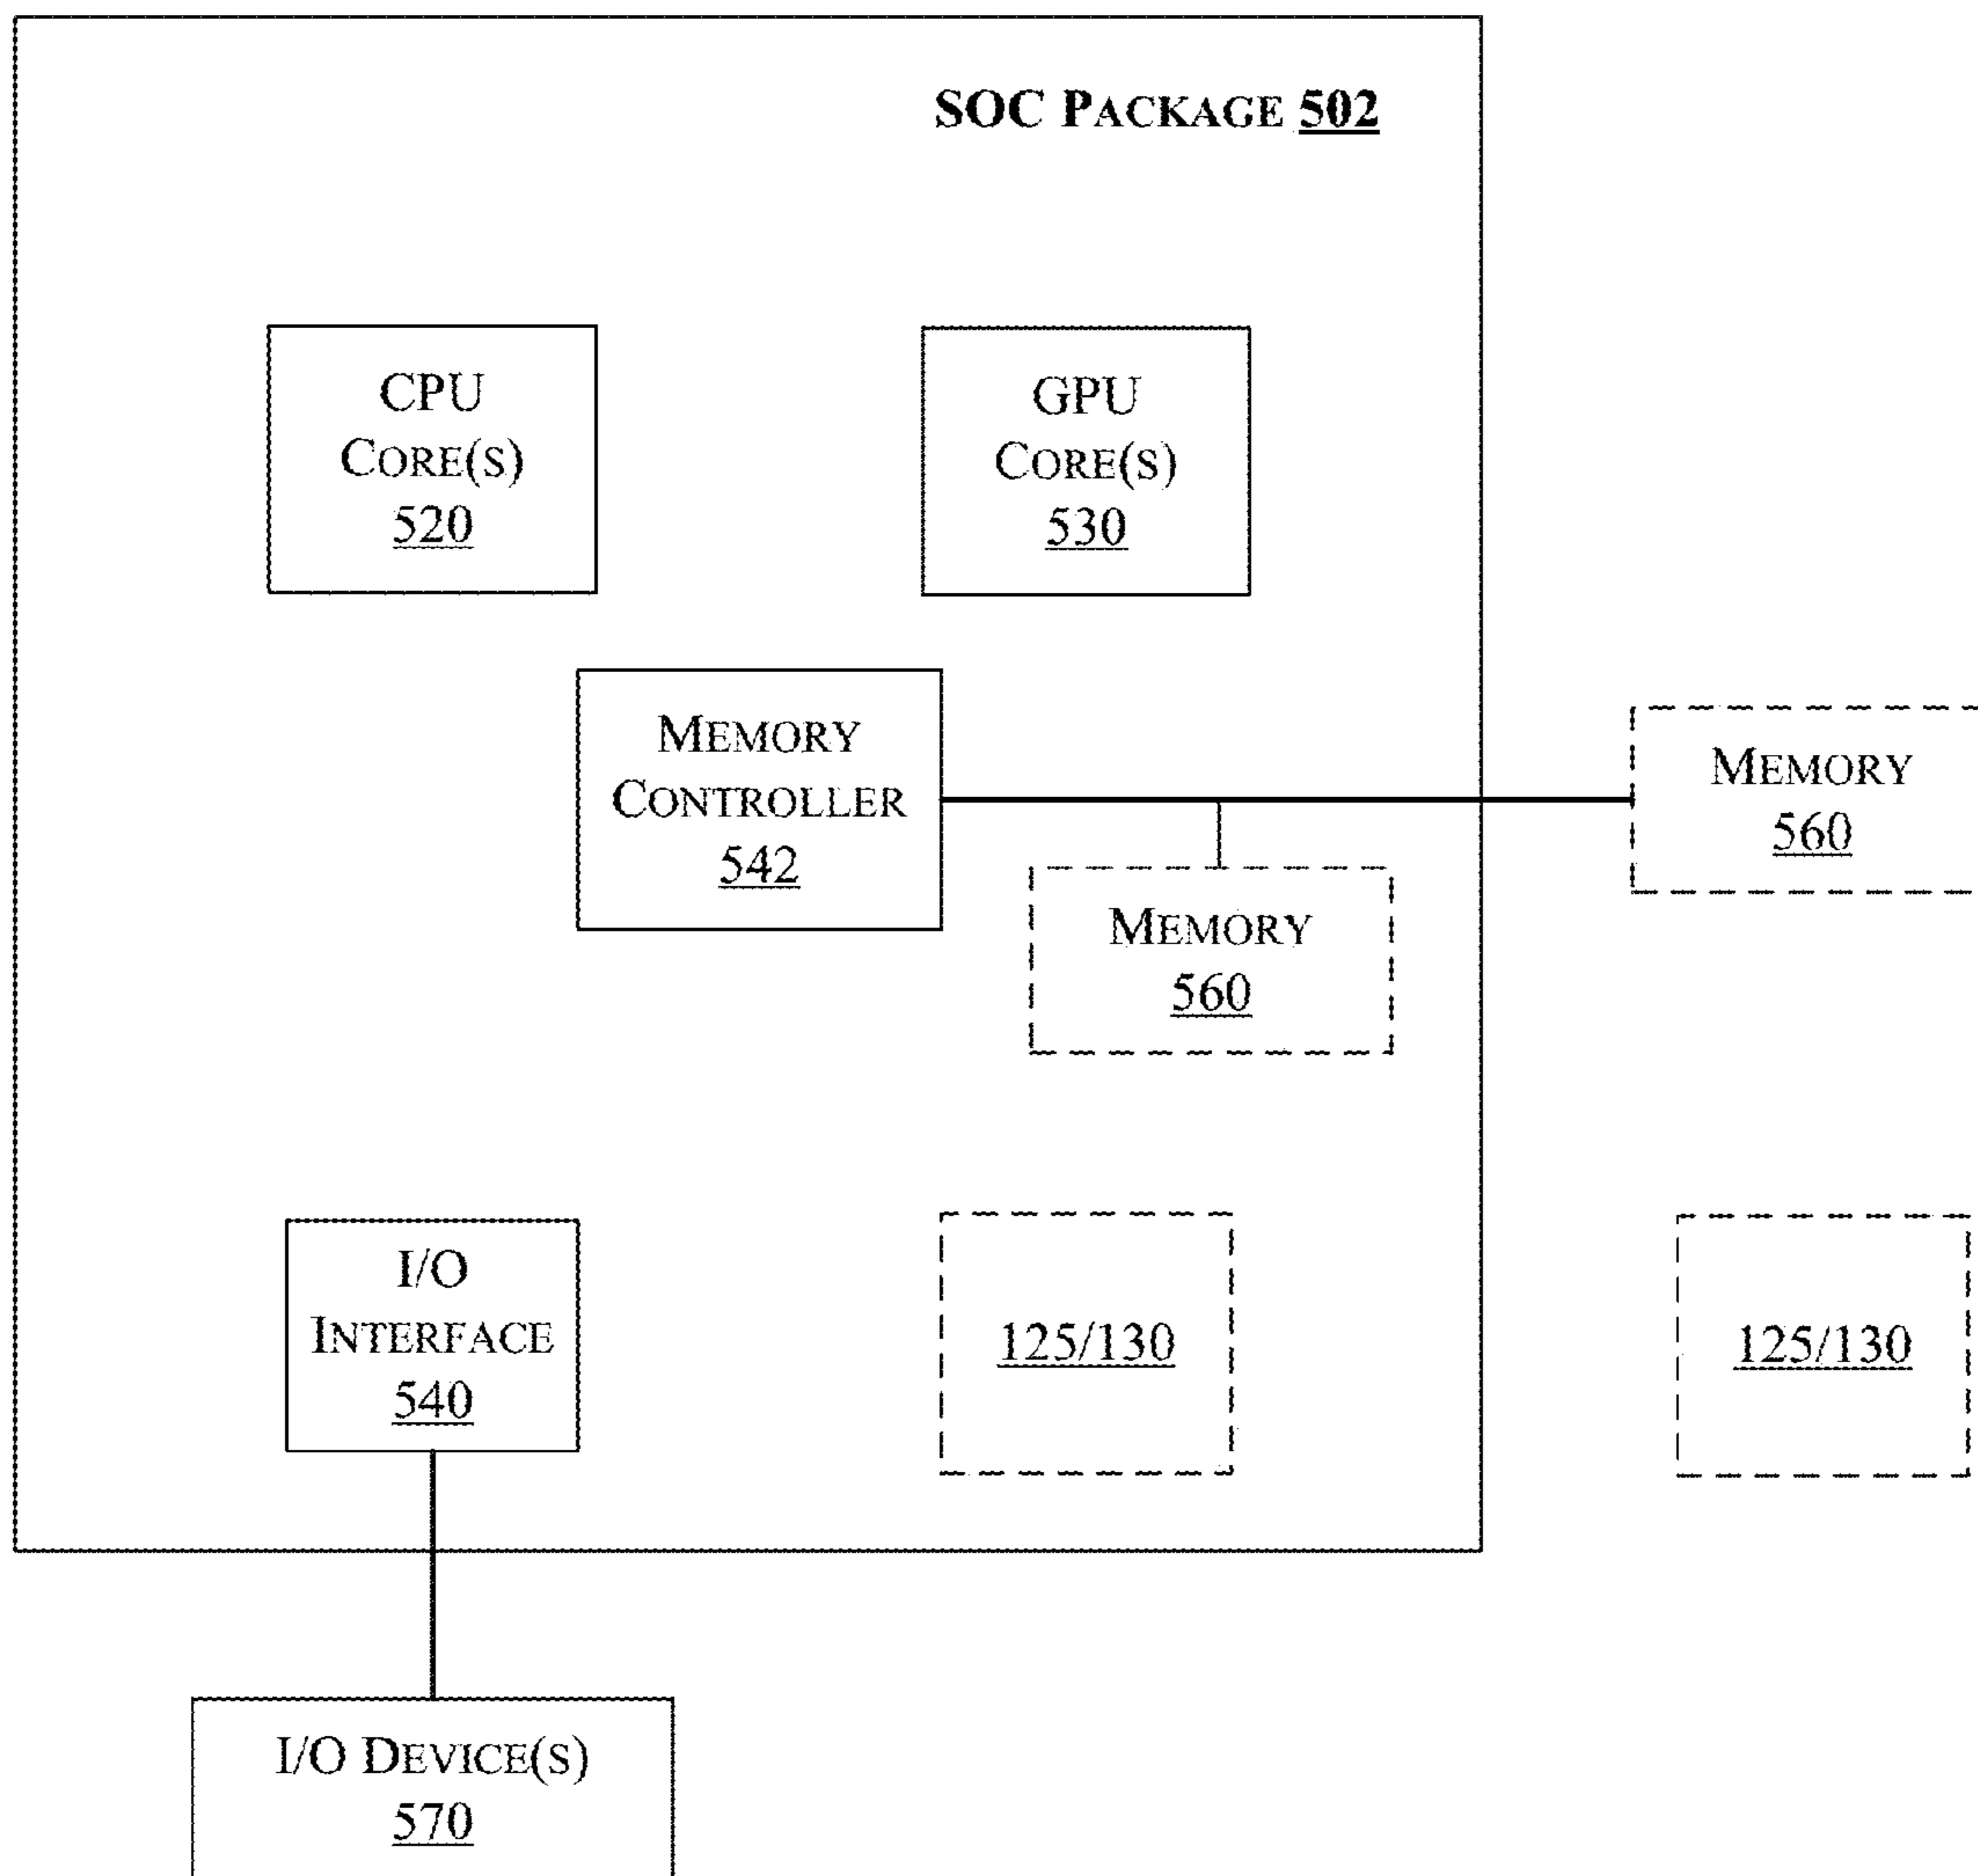 SOC PACKAGE 502
CPU
CORE(S)
520
GPU
CORE(S)
530
MEMORY
CONTROLLER
542
MEMORY
560
MEMORY
560
I/O
INTERFACE
540
125/130
125/130
I/O DEVICE(S)
570